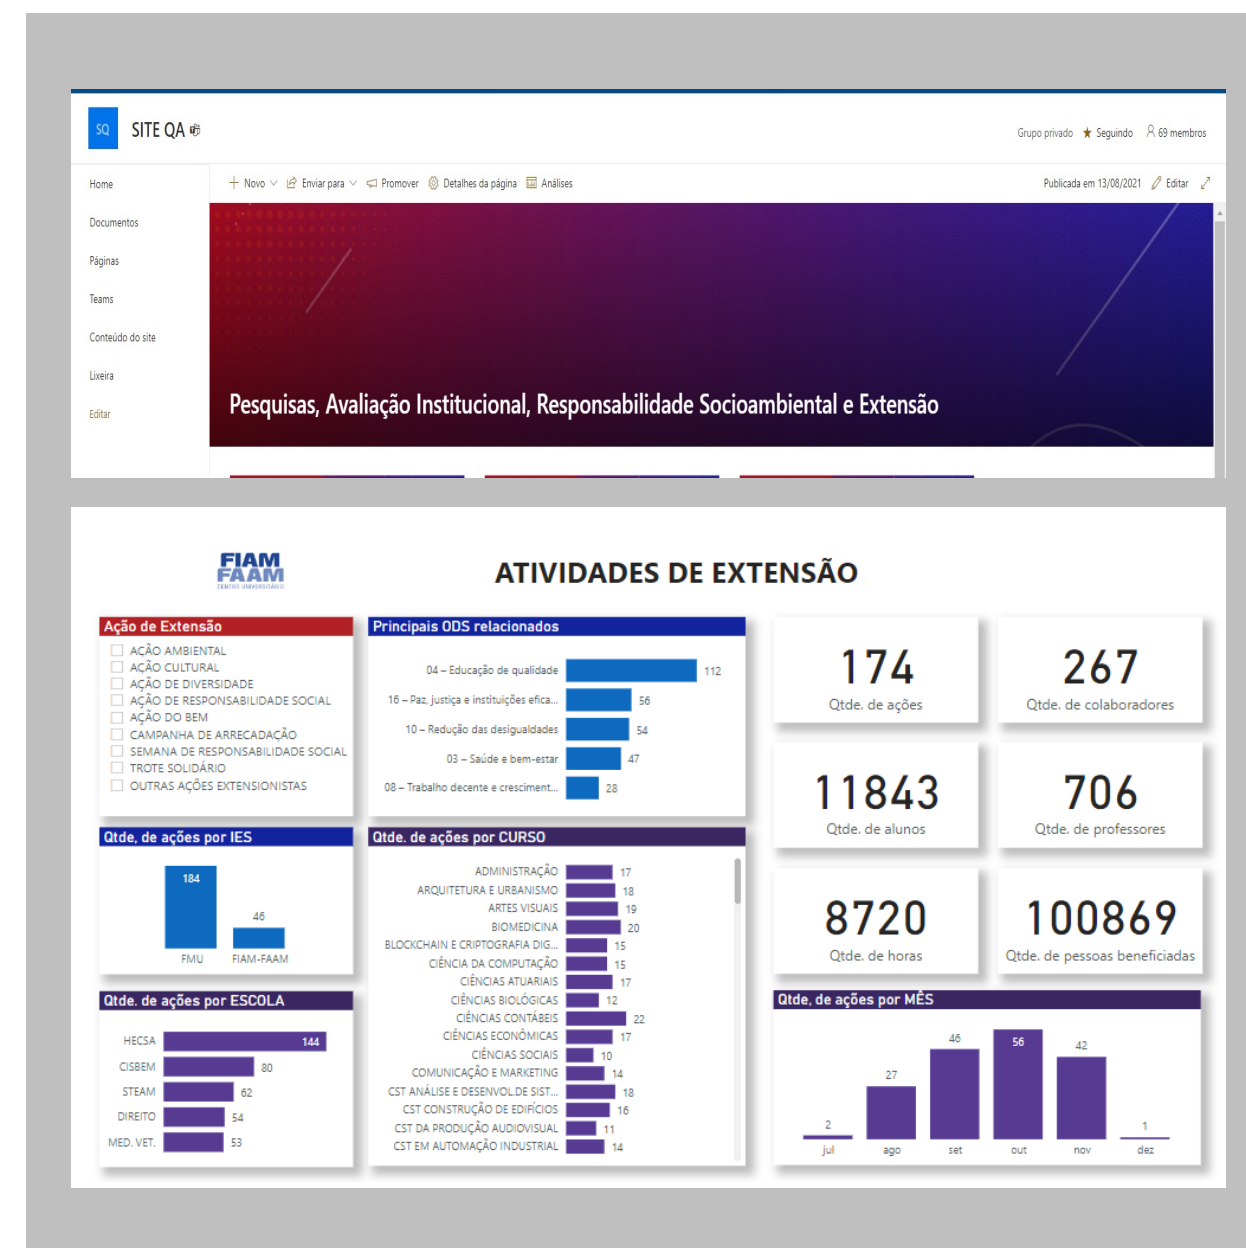 SQ
SITE QA
Grupo privado ★ Seguindo 69 membros
Home
Documentos
Páginas
Teams
Conteúdo do site
Lixeira
Editar
+ Novo Enviar para Promover Detalhes da página Análises
Publicada em 13/08/2021 Editar
Pesquisas, Avaliação Institucional, Responsabilidade Socioambiental e Extensão
FIAM
FAAM
CENTRO UNIVERSITÁRIO
ATIVIDADES DE EXTENSÃO
Ação de Extensão
AÇÃO AMBIENTAL
AÇÃO CULTURAL
AÇÃO DE DIVERSIDADE
AÇÃO DE RESPONSABILIDADE SOCIAL
AÇÃO DO BEM
CAMPANHA DE ARRECADAÇÃO
SEMANA DE RESPONSABILIDADE SOCIAL
TROTE SOLIDÁRIO
OUTRAS AÇÕES EXTENSIONISTAS
Principais ODS relacionados
04 – Educação de qualidade 112
16 – Paz, justiça e instituições efica... 56
10 – Redução das desigualdades 54
03 – Saúde e bem-estar 47
08 – Trabalho decente e cresciment... 28
174
Qtde. de ações
267
Qtde. de colaboradores
11843
Qtde. de alunos
706
Qtde. de professores
8720
Qtde. de horas
100869
Qtde. de pessoas beneficiadas
Qtde, de ações por IES
184
46
FMU FIAM-FAAM
Qtde. de ações por ESCOLA
HECSA 144
CISBEM 80
STEAM 62
DIREITO 54
MED. VET. 53
Qtde. de ações por CURSO
ADMINISTRAÇÃO 17
ARQUITETURA E URBANISMO 18
ARTES VISUAIS 19
BIOMEDICINA 20
BLOCKCHAIN E CRIPTOGRAFIA DIG... 15
CIÊNCIA DA COMPUTAÇÃO 15
CIÊNCIAS ATUARIAIS 17
CIÊNCIAS BIOLÓGICAS 12
CIÊNCIAS CONTÁBEIS 22
CIÊNCIAS ECONÔMICAS 17
CIÊNCIAS SOCIAIS 10
COMUNICAÇÃO E MARKETING 14
CST ANÁLISE E DESENVOL.DE SIST... 18
CST CONSTRUÇÃO DE EDIFÍCIOS 16
CST DA PRODUÇÃO AUDIOVISUAL 11
CST EM AUTOMAÇÃO INDUSTRIAL 14
Qtde, de ações por MÊS
2 27 46 56 42 1
jul ago set out nov dez